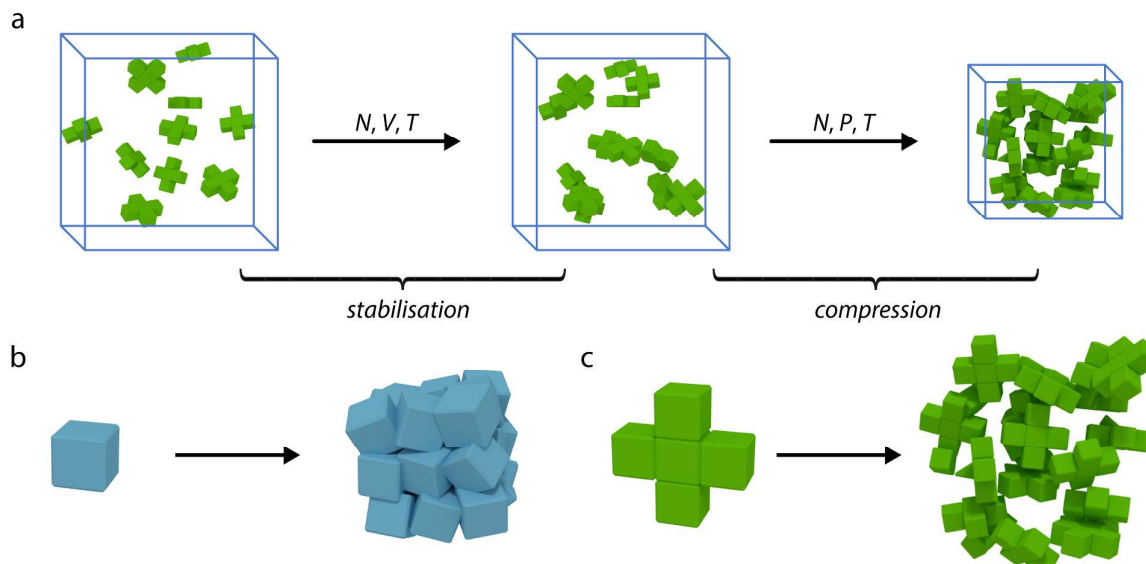 a
N, V, T
N, P, T
stabilisation
compression
b
c